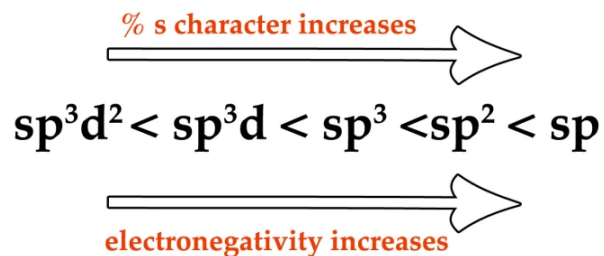 % s character increases
sp³d² < sp³d < sp³ <sp² < sp
electronegativity increases